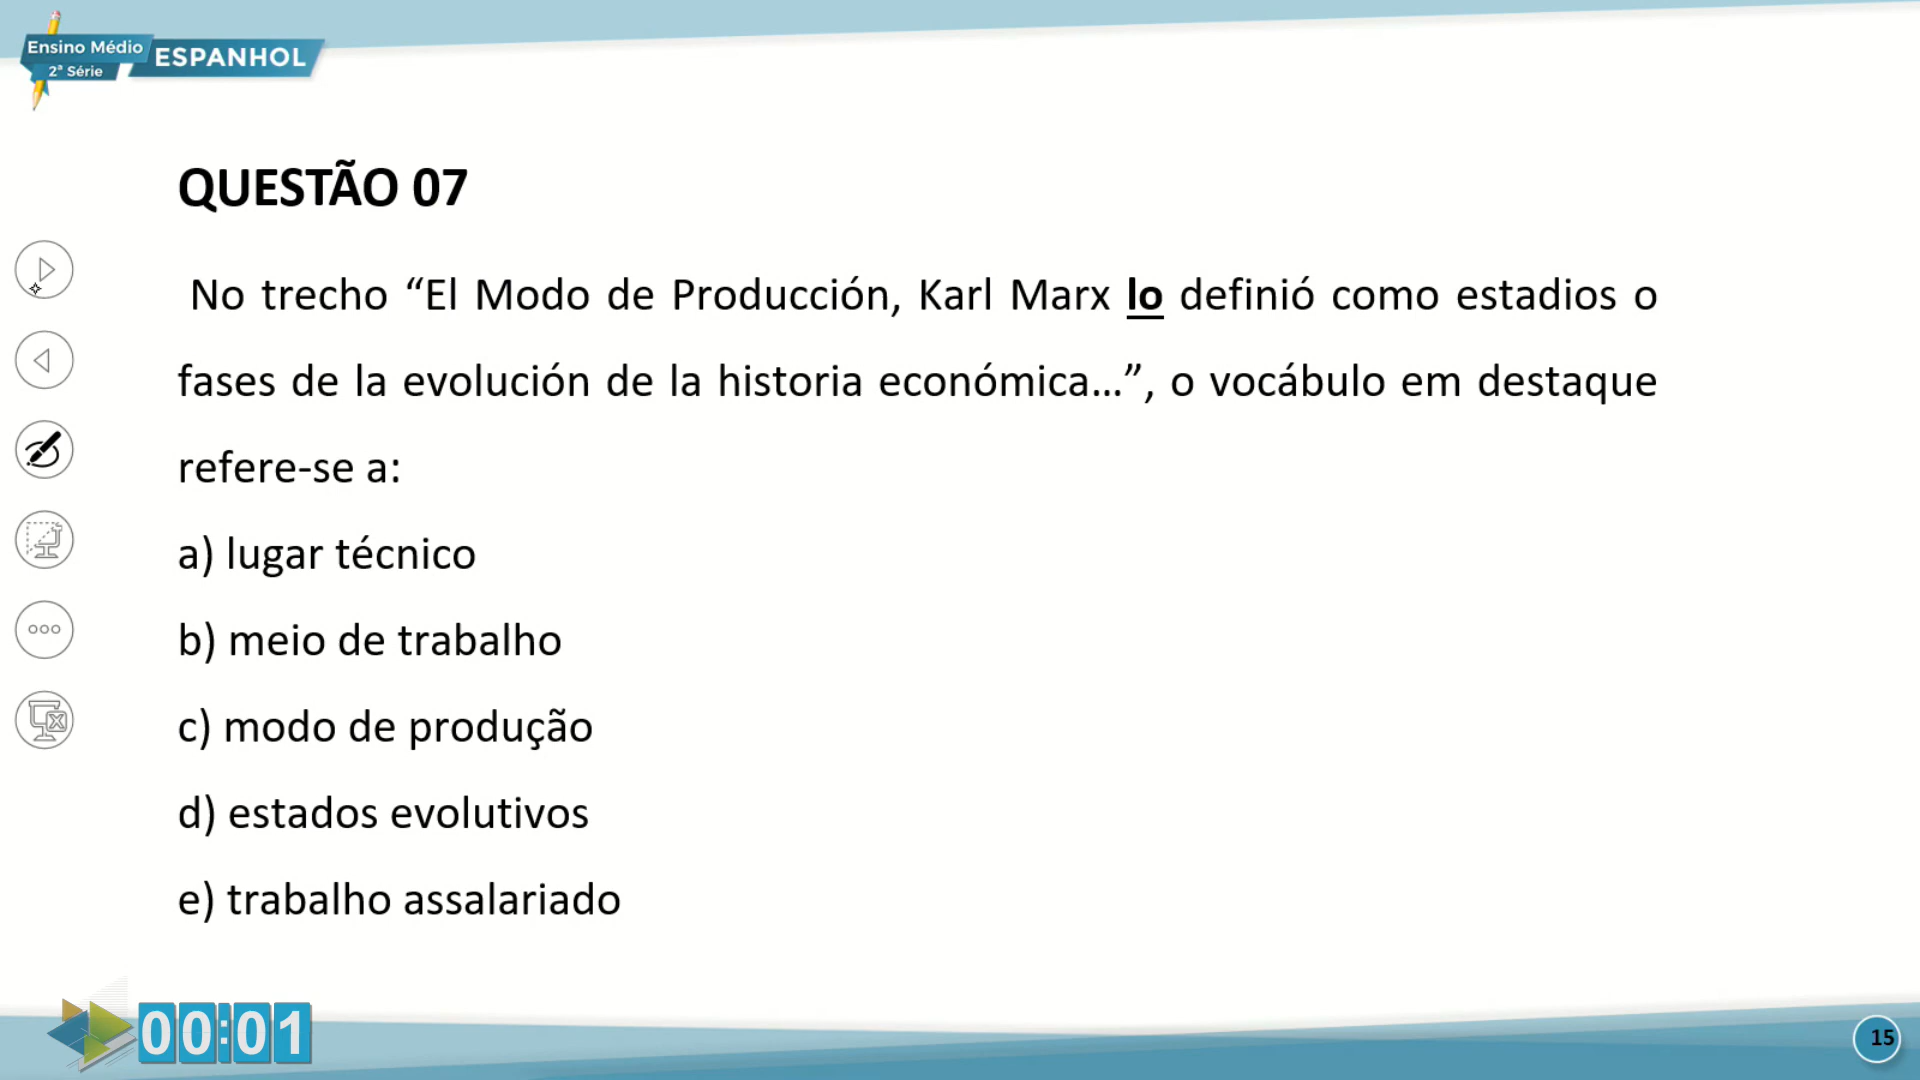 Ensino Médio
2ª Série
ESPANHOL
QUESTÃO 07
No trecho “El Modo de Producción, Karl Marx lo definió como estadios o
fases de la evolución de la historia económica...”, o vocábulo em destaque
refere-se a:
a) lugar técnico
b) meio de trabalho
c) modo de produção
d) estados evolutivos
e) trabalho assalariado
00:01
15